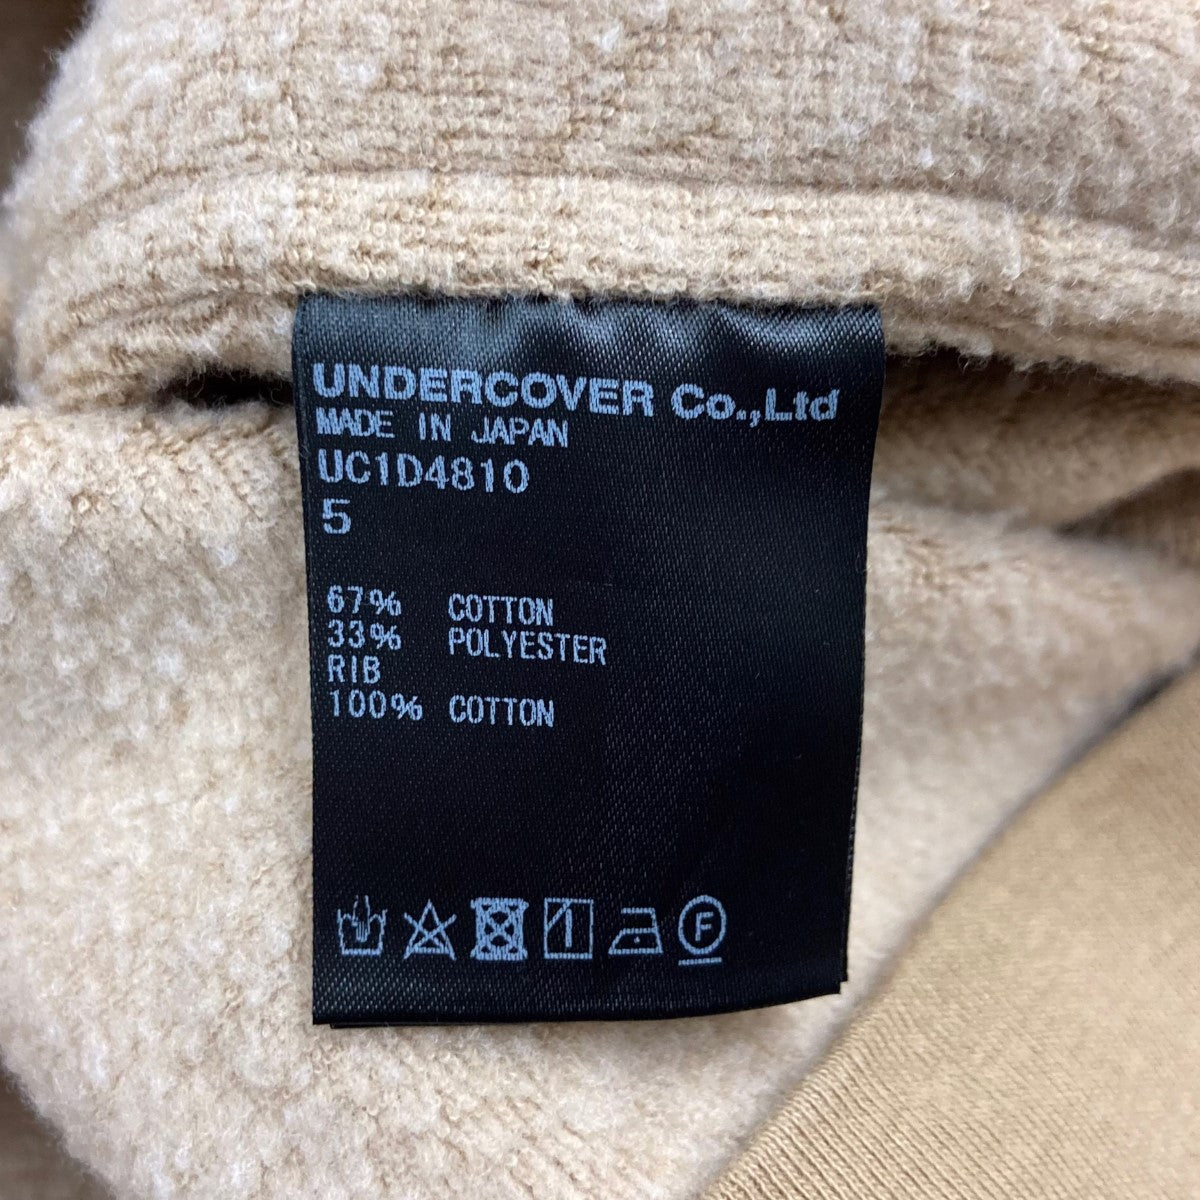 UNDERCOVER Co.,Ltd
MADE IN JAPAN
UC1D4810
5
67% COTTON
33% POLYESTER
RIB
100% COTTON
F